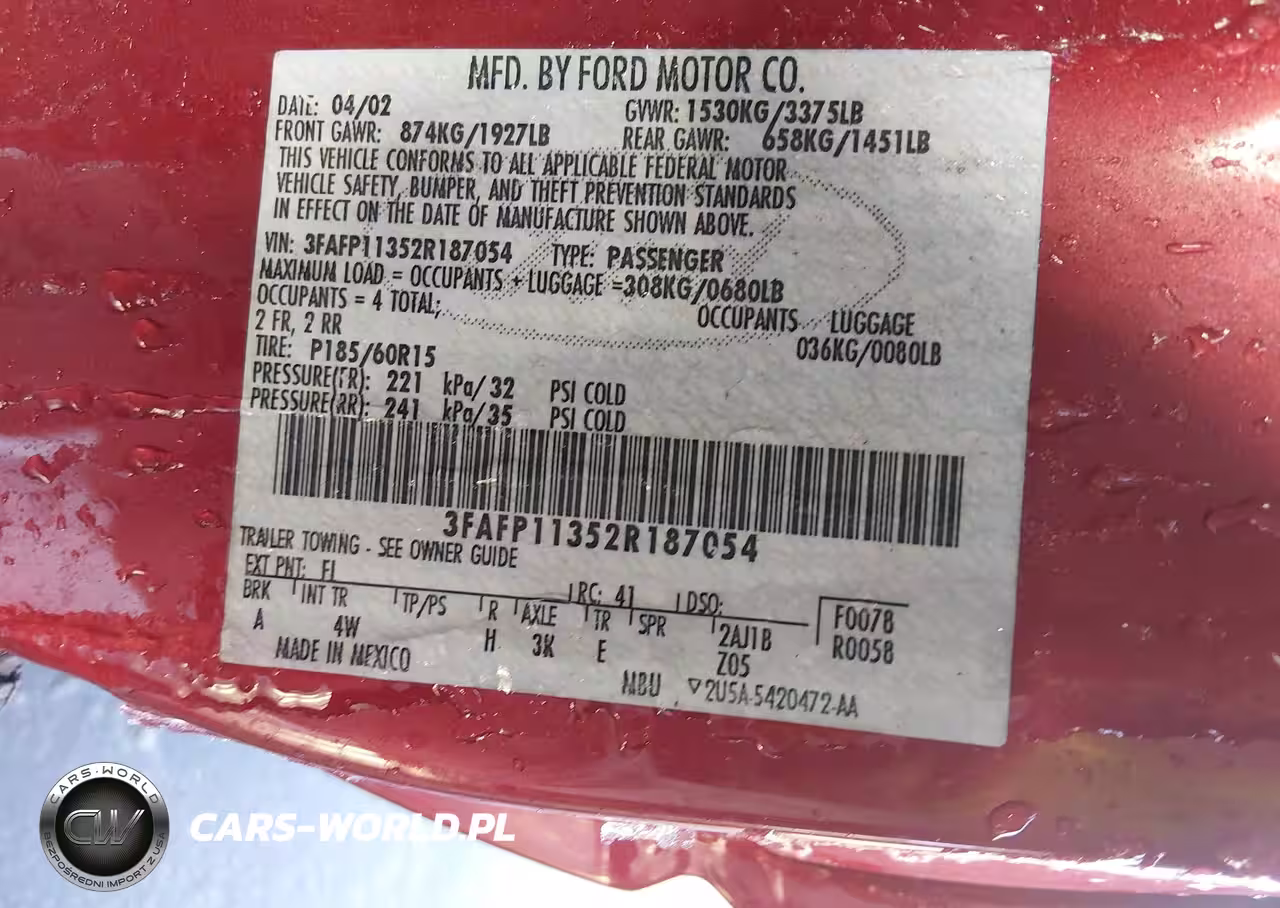 MFD. BY FORD MOTOR CO.
DATE: 04/02 GVWR: 1530KG/3375LB
FRONT GAWR: 874KG/1927LB REAR GAWR: 658KG/1451LB
THIS VEHICLE CONFORMS TO ALL APPLICABLE FEDERAL MOTOR
VEHICLE SAFETY, BUMPER, AND THEFT PREVENTION STANDARDS
IN EFFECT ON THE DATE OF MANUFACTURE SHOWN ABOVE.
VIN: 3FAFP11352R187054 TYPE: PASSENGER
MAXIMUM LOAD = OCCUPANTS + LUGGAGE =308KG/0680LB
OCCUPANTS = 4 TOTAL; OCCUPANTS LUGGAGE
2 FR, 2 RR 036KG/0080LB
TIRE: P185/60R15
PRESSURE(FR): 221 kPa/32 PSI COLD
PRESSURE(RR): 241 kPa/35 PSI COLD
3FAFP11352R187054
TRAILER TOWING - SEE OWNER GUIDE
EXT PNT: FL RC: 41 DSO: F0078
BRK INT TR TP/PS R AXLE TR SPR 2AJ1B R0058
A 4W H 3K E Z05
MADE IN MEXICO MBU ▽2U5A-5420472-AA
CARS-WORLD
CW
BEZPOŚREDNI IMPORT Z USA
CARS-WORLD.PL